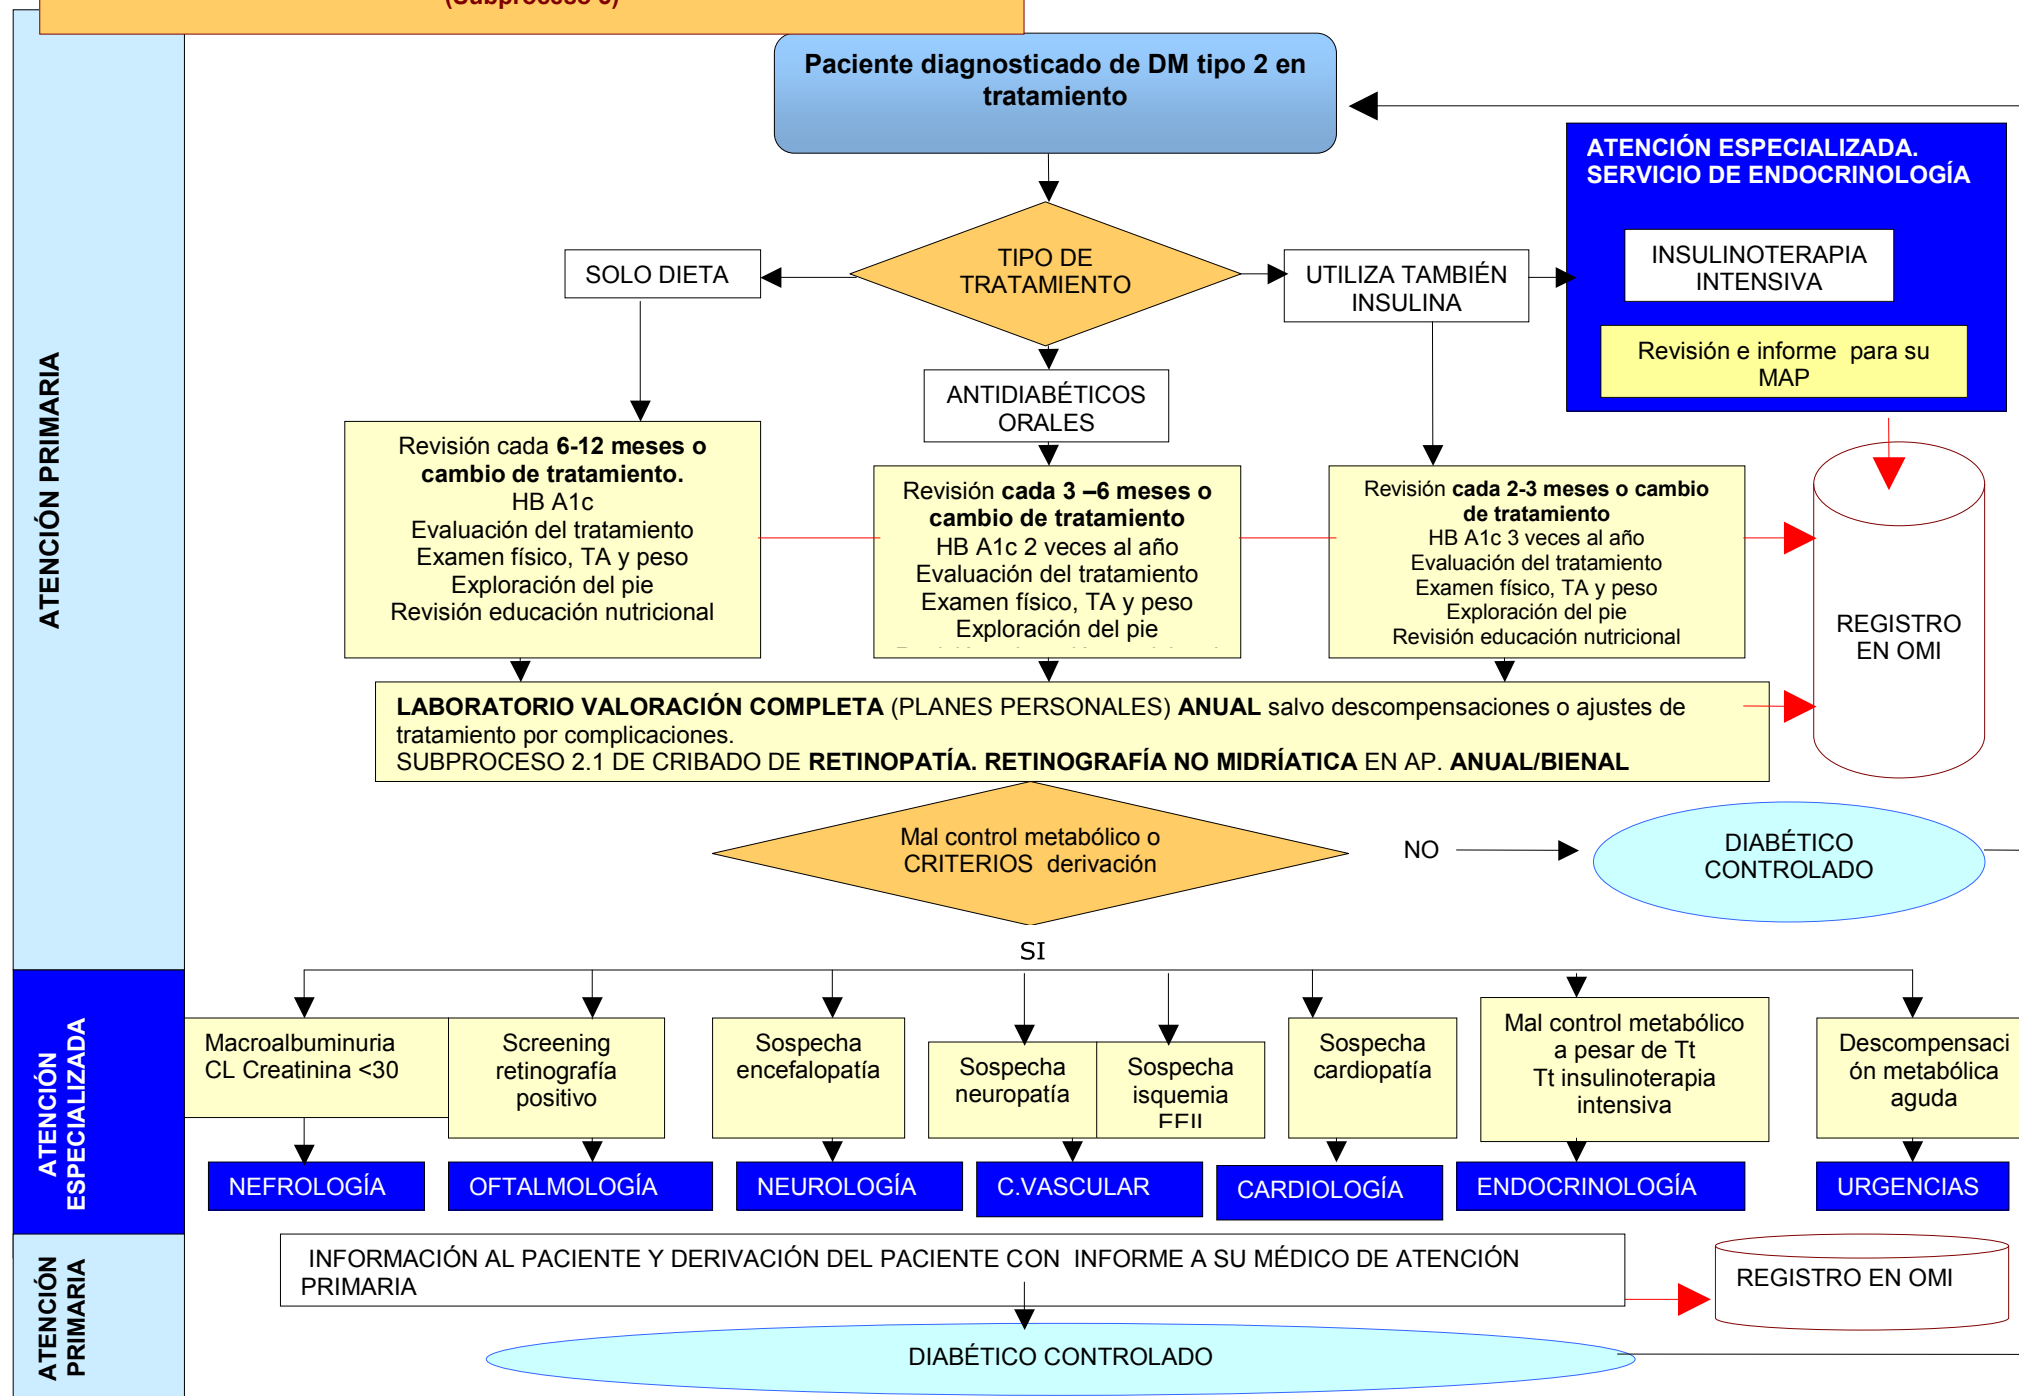 (Subproceso 3)
Paciente diagnosticado de DM tipo 2 en
tratamiento
ATENCIÓN ESPECIALIZADA.
SERVICIO DE ENDOCRINOLOGÍA
INSULINOTERAPIA
INTENSIVA
Revisión e informe para su
MAP
TIPO DE
TRATAMIENTO
SOLO DIETA
UTILIZA TAMBIÉN
INSULINA
ANTIDIABÉTICOS
ORALES
ATENCIÓN PRIMARIA
Revisión cada 6-12 meses o
cambio de tratamiento.
HB A1c
Evaluación del tratamiento
Examen físico, TA y peso
Exploración del pie
Revisión educación nutricional
Revisión cada 3 –6 meses o
cambio de tratamiento
HB A1c 2 veces al año
Evaluación del tratamiento
Examen físico, TA y peso
Exploración del pie
Revisión cada 2-3 meses o cambio
de tratamiento
HB A1c 3 veces al año
Evaluación del tratamiento
Examen físico, TA y peso
Exploración del pie
Revisión educación nutricional
REGISTRO
EN OMI
LABORATORIO VALORACIÓN COMPLETA (PLANES PERSONALES) ANUAL salvo descompensaciones o ajustes de
tratamiento por complicaciones.
SUBPROCESO 2.1 DE CRIBADO DE RETINOPATÍA. RETINOGRAFÍA NO MIDRÍATICA EN AP. ANUAL/BIENAL
Mal control metabólico o
CRITERIOS derivación
NO
DIABÉTICO
CONTROLADO
SI
ATENCIÓN
ESPECIALIZADA
Macroalbuminuria
CL Creatinina <30
Screening
retinografía
positivo
Sospecha
encefalopatía
Sospecha
neuropatía
Sospecha
isquemia
FFII
Sospecha
cardiopatía
Mal control metabólico
a pesar de Tt
Tt insulinoterapia
intensiva
Descompensaci
ón metabólica
aguda
NEFROLOGÍA
OFTALMOLOGÍA
NEUROLOGÍA
C.VASCULAR
CARDIOLOGÍA
ENDOCRINOLOGÍA
URGENCIAS
ATENCIÓN
PRIMARIA
INFORMACIÓN AL PACIENTE Y DERIVACIÓN DEL PACIENTE CON INFORME A SU MÉDICO DE ATENCIÓN
PRIMARIA
REGISTRO EN OMI
DIABÉTICO CONTROLADO